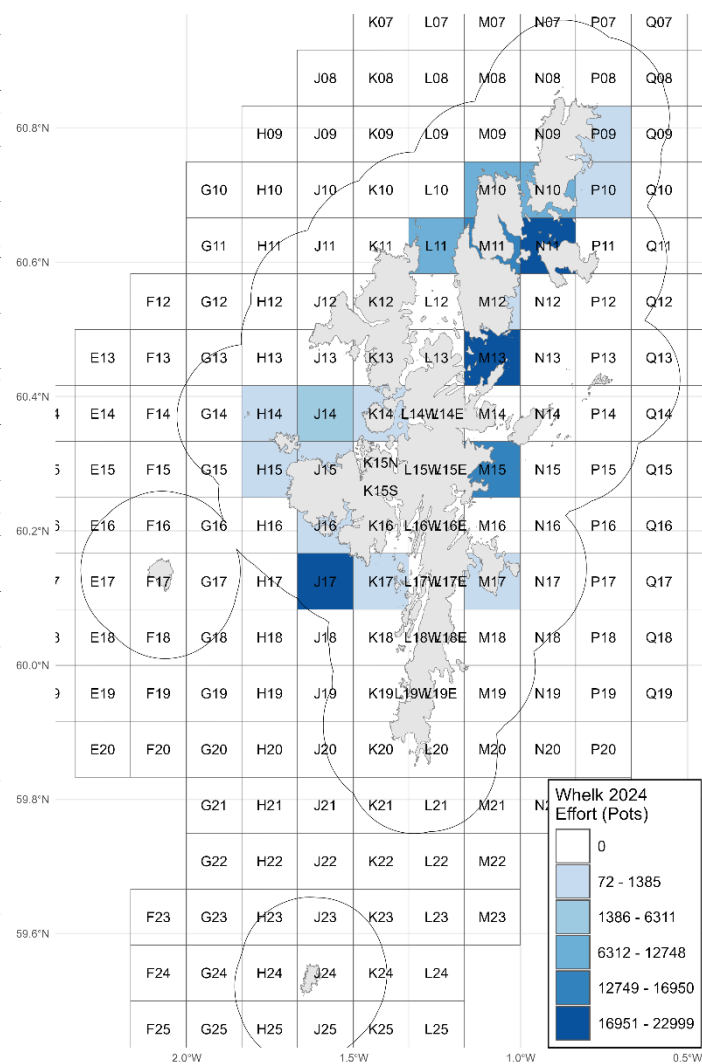 K07 L07 M07 N07 P07 Q07
J08 K08 L08 M08 N08 P08 Q08
60.8°N H09 J09 K09 L09 M09 N09 P09 Q09
G10 H10 J10 K10 L10 M10 N10 P10 Q10
G11 H11 J11 K11 L11 M11 N11 P11 Q11
60.6°N
F12 G12 H12 J12 K12 L12 M12 N12 P12 Q12
E13 F13 G13 H13 J13 K13 L13 M13 N13 P13 Q13
60.4°N
4 E14 F14 G14 H14 J14 K14 L14W L14E M14 N14 P14 Q14
5 E15 F15 G15 H15 J15 K15N L15W L15E M15 N15 P15 Q15
K15S
60.2°N
6 E16 F16 G16 H16 J16 K16 L16W L16E M16 N16 P16 Q16
7 E17 F17 G17 H17 J17 K17 L17W L17E M17 N17 P17 Q17
8 E18 F18 G18 H18 J18 K18 L18W L18E M18 N18 P18 Q18
60.0°N
9 E19 F19 G19 H19 J19 K19 L19W L19E M19 N19 P19 Q19
E20 F20 G20 H20 J20 K20 L20 M20 N20 P20
59.8°N
G21 H21 J21 K21 L21 M21 N2
G22 H22 J22 K22 L22 M22
F23 G23 H23 J23 K23 L23 M23
59.6°N
F24 G24 H24 J24 K24 L24
F25 G25 H25 J25 K25 L25
2.0°W 1.5°W 1.0°W 0.5°W
Whelk 2024
Effort (Pots)
0
72 - 1385
1386 - 6311
6312 - 12748
12749 - 16950
16951 - 22999